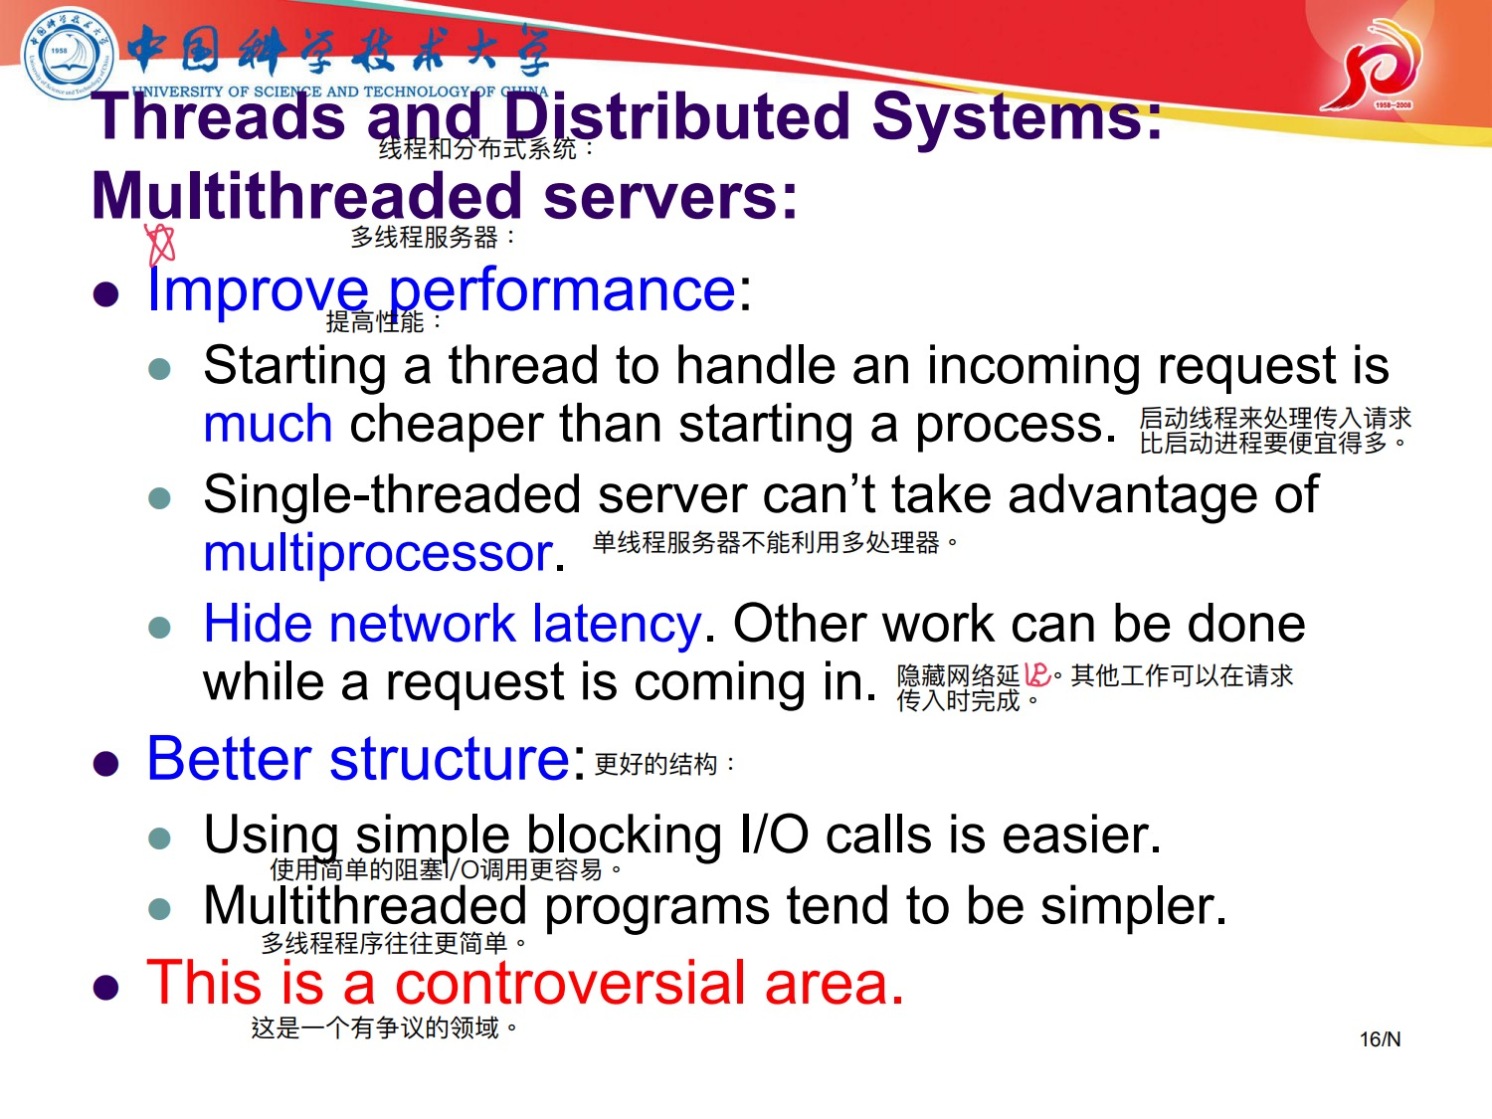 中国科学技术大学
UNIVERSITY OF SCIENCE AND TECHNOLOGY OF CHINA
1958
1958-2008
Threads and Distributed Systems:
线程和分布式系统：
Multithreaded servers:
多线程服务器：
Improve performance:
提高性能：
Starting a thread to handle an incoming request is
much cheaper than starting a process.
启动线程来处理传入请求
比启动进程要便宜得多。
Single-threaded server can’t take advantage of
multiprocessor.
单线程服务器不能利用多处理器。
Hide network latency. Other work can be done
while a request is coming in.
隐藏网络延。其他工作可以在请求
传入时完成。
Better structure:
更好的结构：
Using simple blocking I/O calls is easier.
使用简单的阻塞I/O调用更容易。
Multithreaded programs tend to be simpler.
多线程程序往往更简单。
This is a controversial area.
这是一个有争议的领域。
16/N